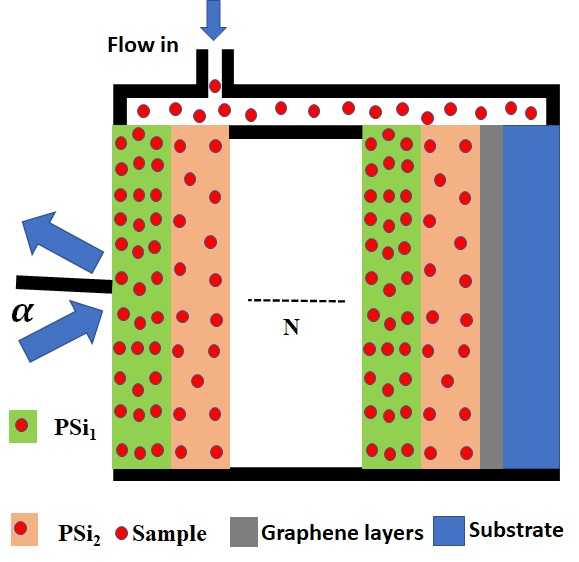 Flow in
α
N
PSi₁
PSi₂
Sample
Graphene layers
Substrate